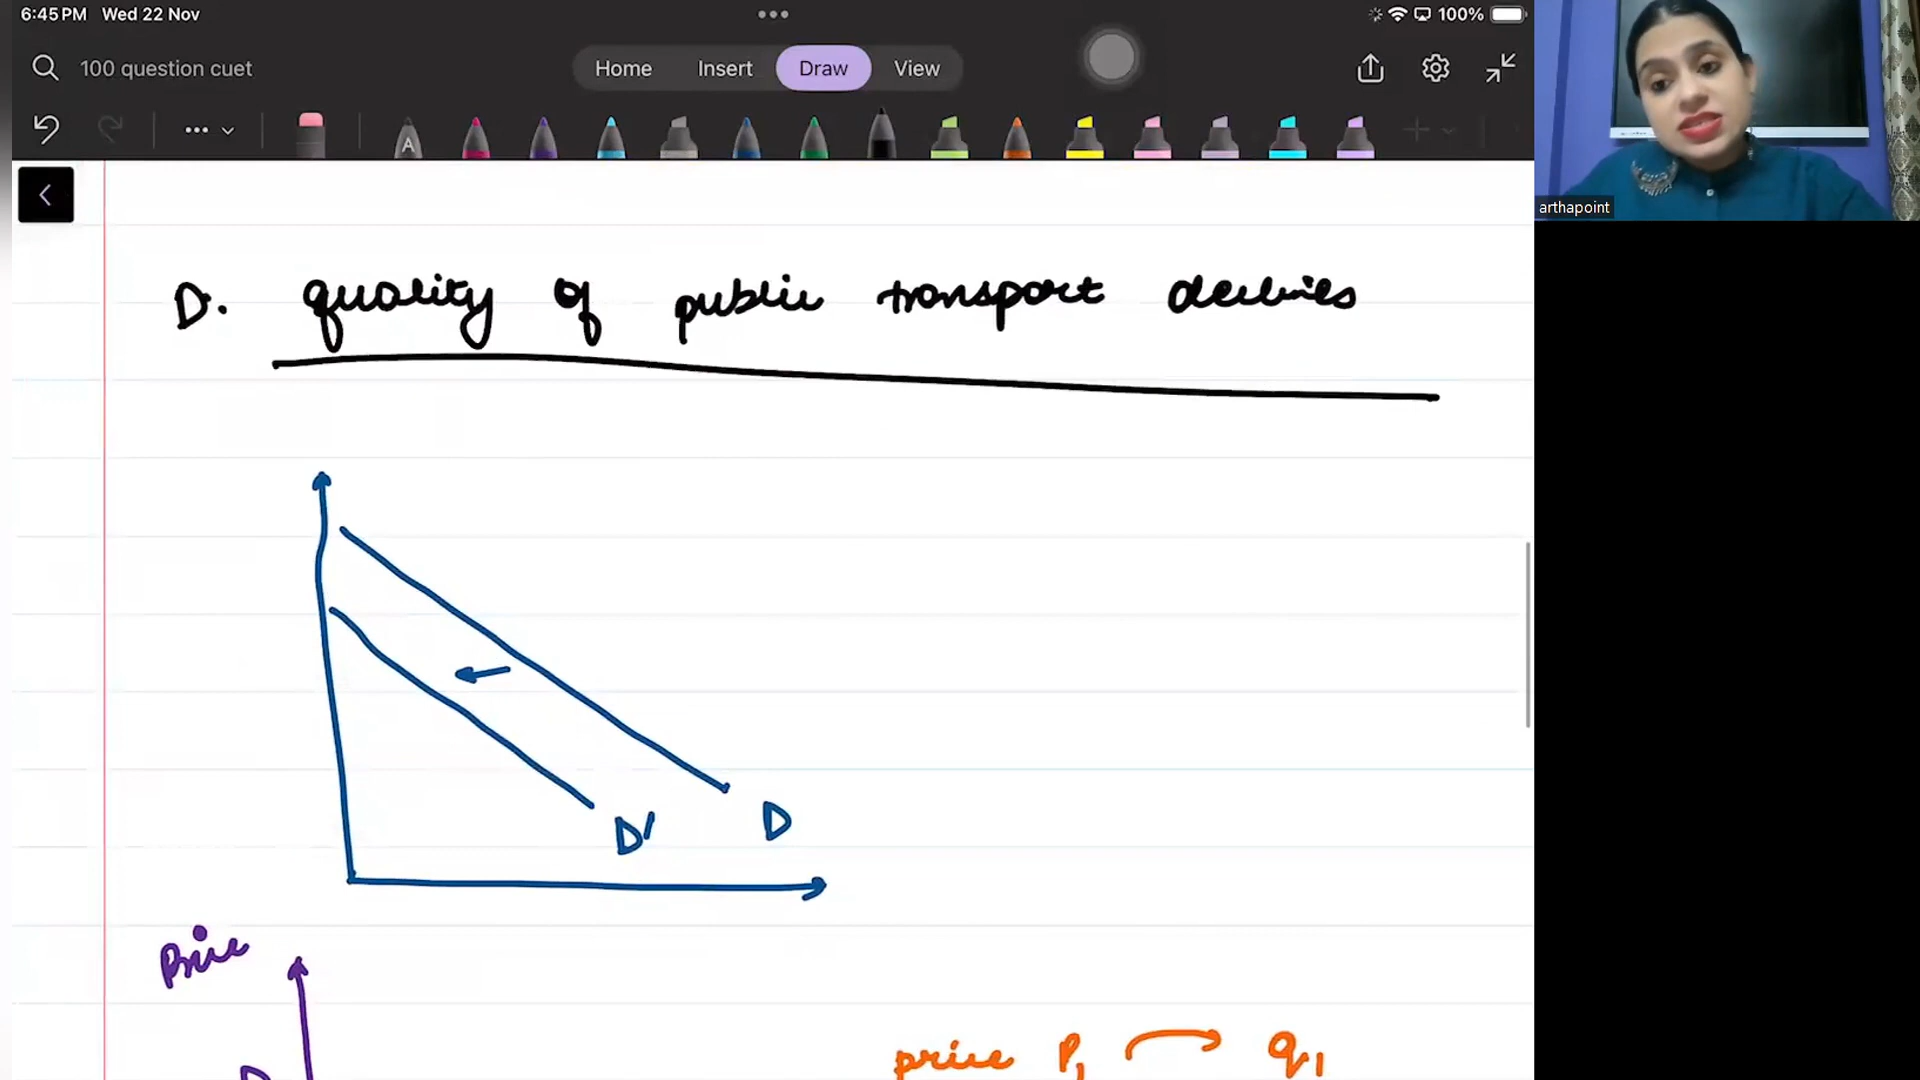 6:45 PM Wed 22 Nov
100%
100 question cuet
Home Insert Draw View
A
arthapoint
D. quality of public transport declines
D' D
Price
price P1 q1